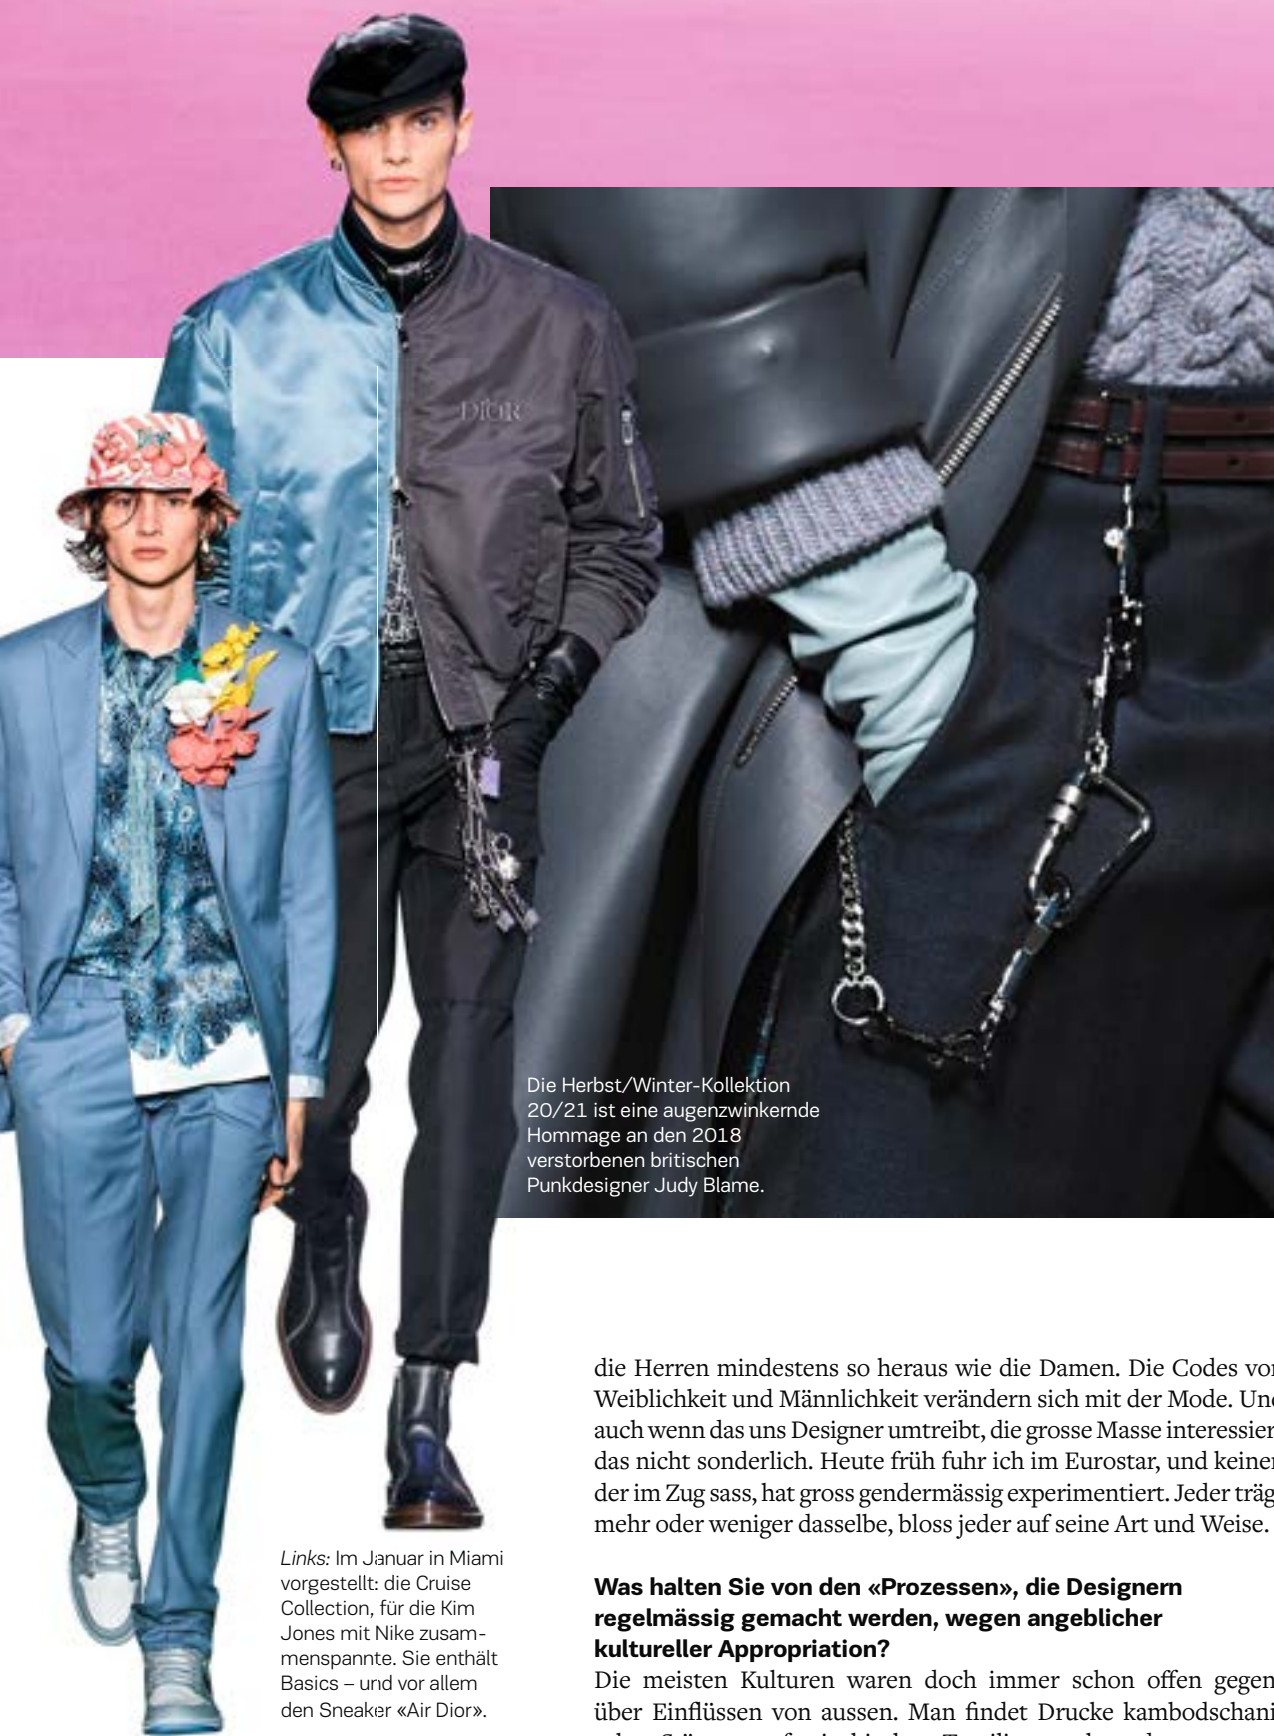 Dior
DIOR
Die Herbst/Winter-Kollektion
20/21 ist eine augenzwinkernde
Hommage an den 2018
verstorbenen britischen
Punkdesigner Judy Blame.
die Herren mindestens so heraus wie die Damen. Die Codes von
Weiblichkeit und Männlichkeit verändern sich mit der Mode. Und
auch wenn das uns Designer umtreibt, die grosse Masse interessier
das nicht sonderlich. Heute früh fuhr ich im Eurostar, und keiner
der im Zug sass, hat gross gendermässig experimentiert. Jeder träg
mehr oder weniger dasselbe, bloss jeder auf seine Art und Weise.
Was halten Sie von den «Prozessen», die Designern
regelmässig gemacht werden, wegen angeblicher
kultureller Appropriation?
Die meisten Kulturen waren doch immer schon offen gegen
über Einflüssen von aussen. Man findet Drucke kambodschani
Links: Im Januar in Miami
vorgestellt: die Cruise
Collection, für die Kim
Jones mit Nike zusam-
menspannte. Sie enthält
Basics – und vor allem
den Sneaker «Air Dior».